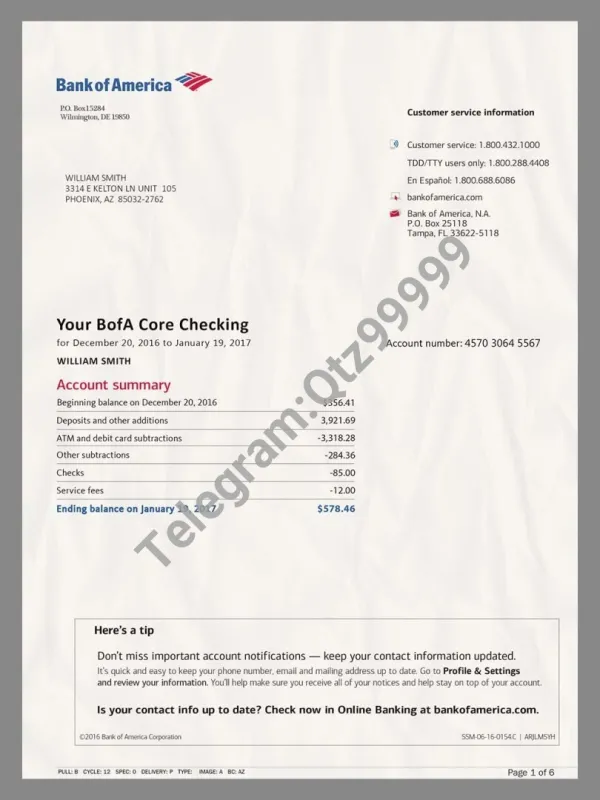 Bank of America
P.O. Box15284
Wilmington, DE 19850
Customer service information
Customer service: 1.800.432.1000
TDD/TTY users only: 1.800.288.4408
En Español: 1.800.688.6086
bankofamerica.com
Bank of America, N.A.
P.O. Box 25118
Tampa, FL 33622-5118
WILLIAM SMITH
3314 E KELTON LN UNIT 105
PHOENIX, AZ 85032-2762
Your BofA Core Checking
for December 20, 2016 to January 19, 2017
Account number: 4570 3064 5567
WILLIAM SMITH
Account summary
Beginning balance on December 20, 2016 $356.41
Deposits and other additions 3,921.69
ATM and debit card subtractions -3,318.28
Other subtractions -284.36
Checks -85.00
Service fees -12.00
Ending balance on January 19, 2017 $578.46
Telegram:Qtz99999
Here's a tip
Don't miss important account notifications — keep your contact information updated.
It's quick and easy to keep your phone number, email and mailing address up to date. Go to Profile & Settings
and review your information. You'll help make sure you receive all of your notices and help stay on top of your account.
Is your contact info up to date? Check now in Online Banking at bankofamerica.com.
©2016 Bank of America Corporation
SSM-06-16-0154.C | ARJLMSYH
PULL: B CYCLE: 12 SPEC: 0 DELIVERY: P TYPE: IMAGE: A BC: AZ
Page 1 of 6